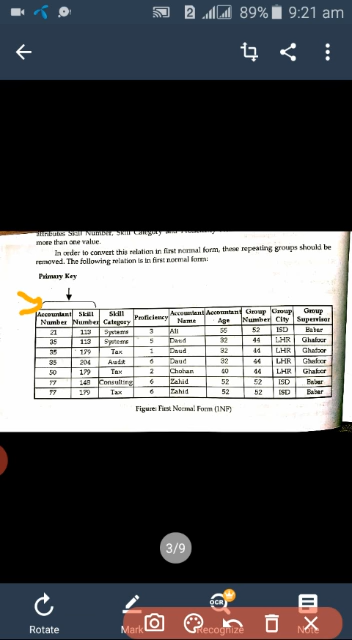 2 89% 9:21 am
more than one value.
In order to convert this relation in first normal form, these repeating groups should be
removed. The following relation is in first normal form:
Primary Key
Accountant Number Skill Number Skill Category Proficiency Accountant Name Accountant Age Group Number Group City Group Supervisor
21 113 Systems 3 Ali 55 52 ISD Babar
35 113 Systems 5 Daud 32 44 LHR Ghafoor
35 179 Tax 1 Daud 32 44 LHR Ghafoor
35 204 Audit 6 Daud 32 44 LHR Ghafoor
50 179 Tax 2 Chohan 40 44 LHR Ghafoor
77 148 Consulting 6 Zahid 52 52 ISD Babar
77 179 Tax 6 Zahid 52 52 ISD Babar
Figure: First Normal Form (1NF)
3/9
OCR
Rotate Mark Recognize Note